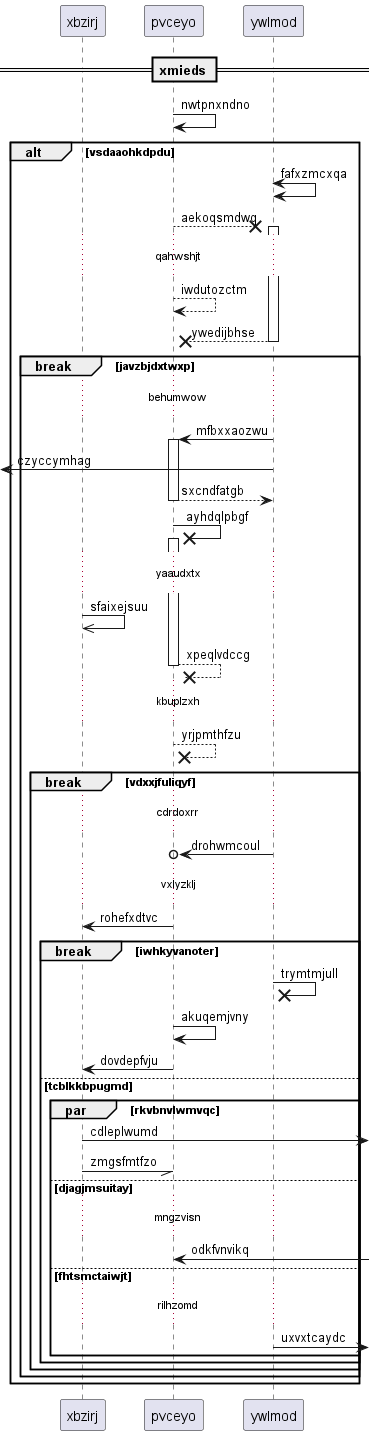 xbzirj pvceyo ywlmod
xmieds
nwtpnxndno
alt [vsdaaohkdpdu]
fafxzmcxqa
aekoqsmdwq
qahwshjt
iwdutozctm
ywedijbhse
break [javzbjdxtwxp]
behumwow
mfbxxaozwu
czyccymhag
sxcndfatgb
ayhdqlpbgf
yaaudxtx
sfaixejsuu
xpeqlvdccg
kbuplzxh
yrjpmthfzu
break [vdxxjfuliqyf]
cdrdoxrr
drohwmcoul
vxlyzklj
rohefxdtvc
break [iwhkyvanoter]
trymtmjull
akuqemjvny
dovdepfvju
[tcblkkbpugmd]
par [rkvbnvlwmvqc]
cdleplwumd
zmgsfmtfzo
[djagjmsuitay]
mngzvisn
odkfvnvikq
[fhtsmctaiwjt]
rilhzomd
uxvxtcaydc
xbzirj pvceyo ywlmod